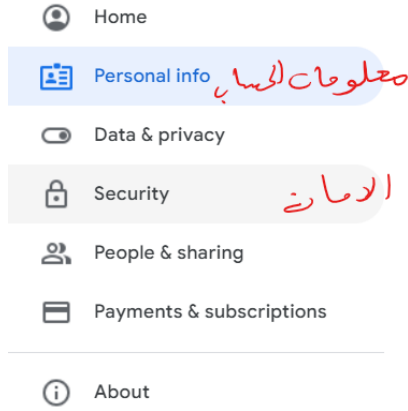 Home
Personal info معلومات الحساب
Data & privacy
Security الامان
People & sharing
Payments & subscriptions
About